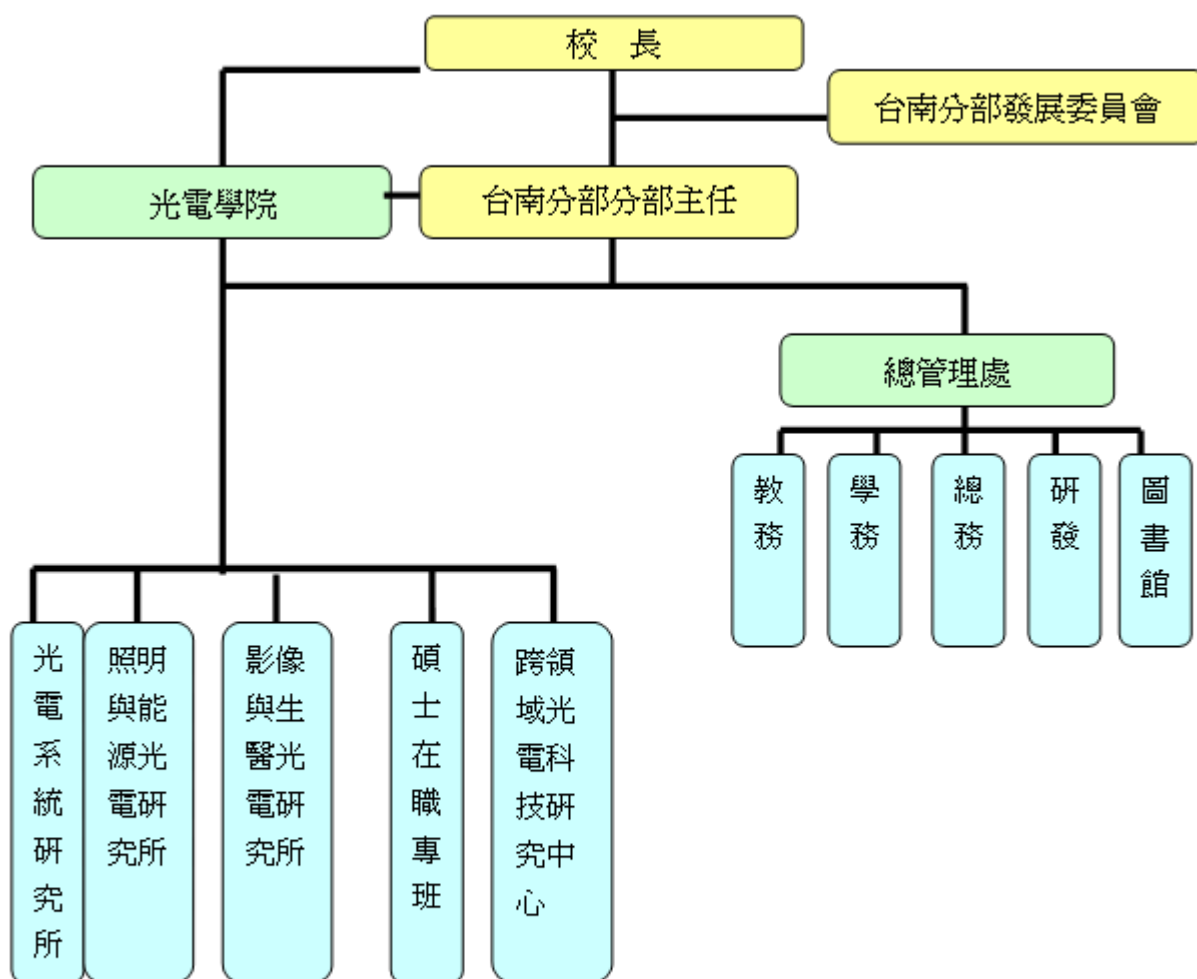 校 長
台南分部發展委員會
光電學院
台南分部分部主任
總管理處
教務
學務
總務
研發
圖書館
光電系統研究所
照明
與能
源光
電研
究所
影像
與生
醫光
電研
究所
碩士在職專班
跨領
域光
電科
技研
究中
心